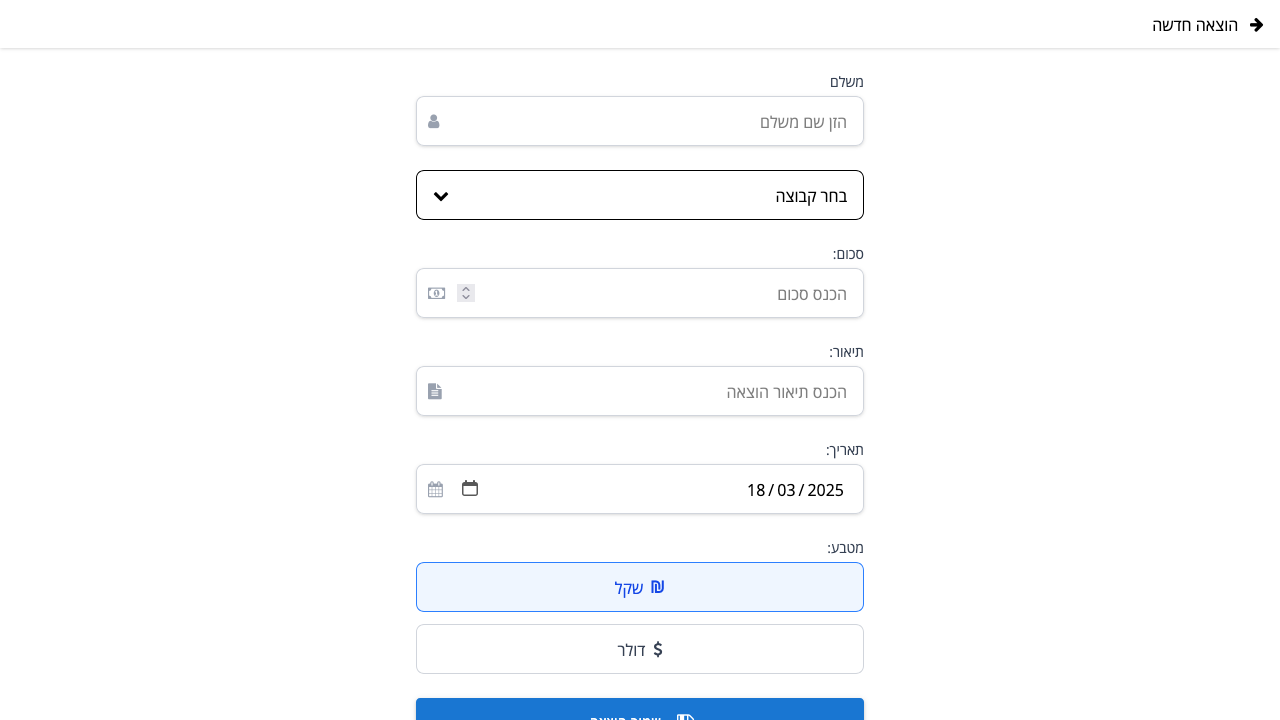 הוצאה חדשה
משלם
הזן שם משלם
בחר קבוצה
סכום:
הכנס סכום
תיאור:
הכנס תיאור הוצאה
תאריך:
18/03/2025
מטבע:
₪ שקל
$ דולר